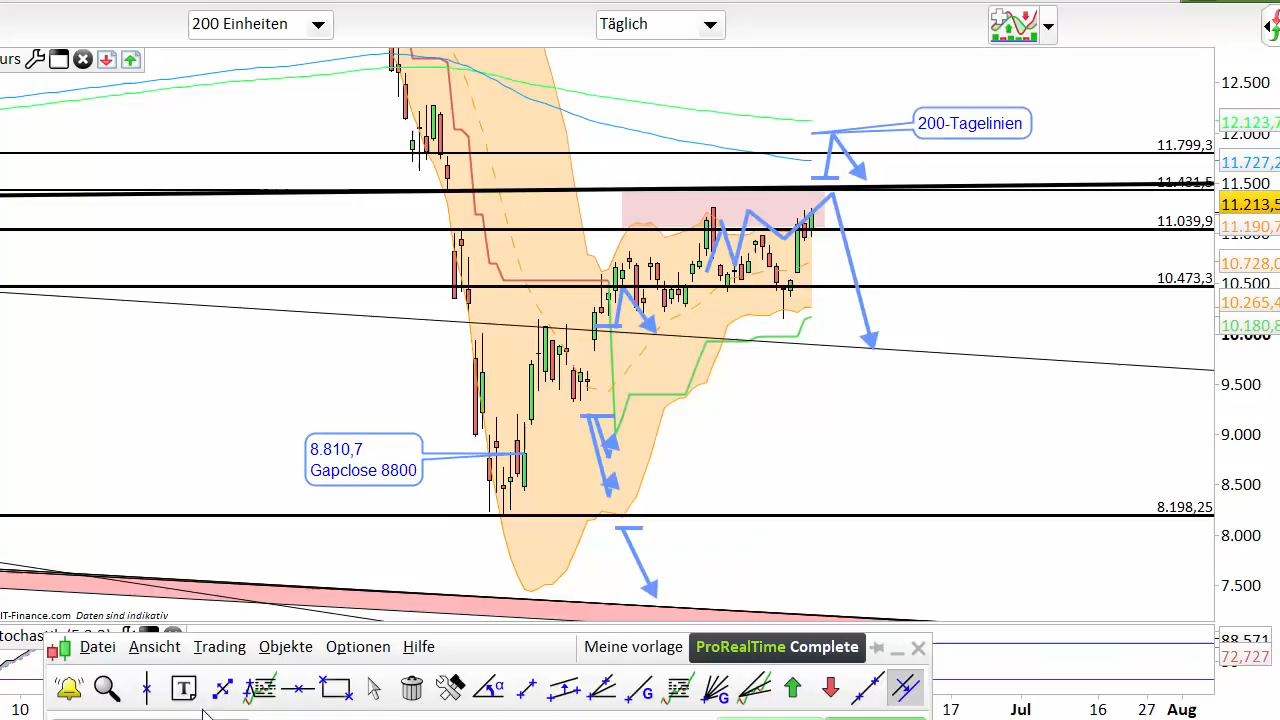 200 Einheiten
Täglich
urs
12.500
12.123,7
12.000
200-Tagelinien
11.799,3
11.727,2
11.431,5
11.500
11.213,5
11.039,9
11.190,7
10.728,0
10.473,3
10.500
10.265,4
10.180,8
10.000
9.500
9.000
8.810,7
Gapclose 8800
8.500
8.198,25
8.000
7.500
IT-Finance.com Daten sind indikativ
88,571
72,727
Datei Ansicht Trading Objekte Optionen Hilfe
Meine vorlage
ProRealTime Complete
10
17
Jul
16
27
Aug